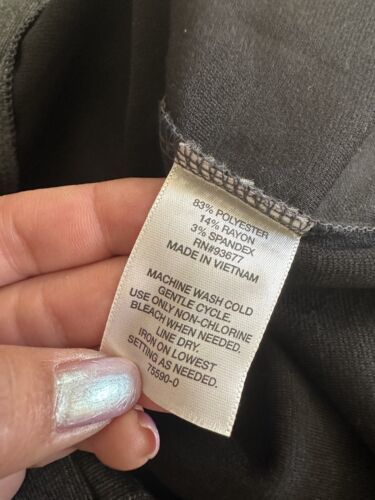 83% POLYESTER
14% RAYON
3% SPANDEX
RN#93677
MADE IN VIETNAM
MACHINE WASH COLD
GENTLE CYCLE.
USE ONLY NON-CHLORINE
BLEACH WHEN NEEDED.
LINE DRY.
IRON ON LOWEST
SETTING AS NEEDED.
75590-0